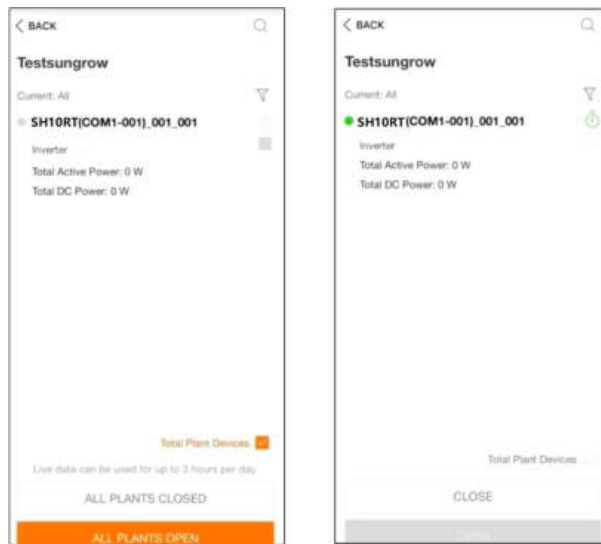 BACK
Testsungrow
Current: All
SH10RT(COM1-001)_001_001
Inverter
Total Active Power: 0 W
Total DC Power: 0 W
Total Plant Devices
Live data can be used for up to 3 hours per day
ALL PLANTS CLOSED
ALL PLANTS OPEN
BACK
Testsungrow
Current: All
SH10RT(COM1-001)_001_001
Inverter
Total Active Power: 0 W
Total DC Power: 0 W
Total Plant Devices
CLOSE